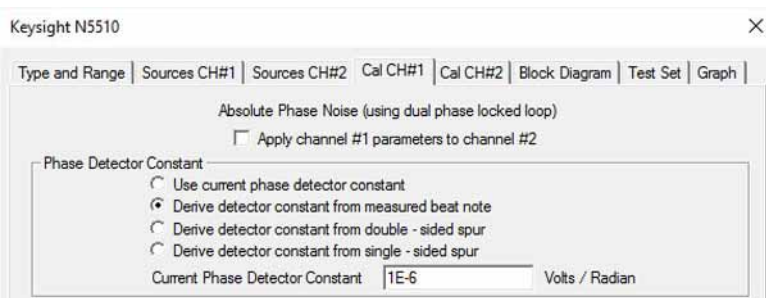 Keysight N5510
Type and Range Sources CH#1 Sources CH#2 Cal CH#1 Cal CH#2 Block Diagram Test Set Graph
Absolute Phase Noise (using dual phase locked loop)
Apply channel #1 parameters to channel #2
Phase Detector Constant
Use current phase detector constant
Derive detector constant from measured beat note
Derive detector constant from double - sided spur
Derive detector constant from single - sided spur
Current Phase Detector Constant 1E-6 Volts / Radian